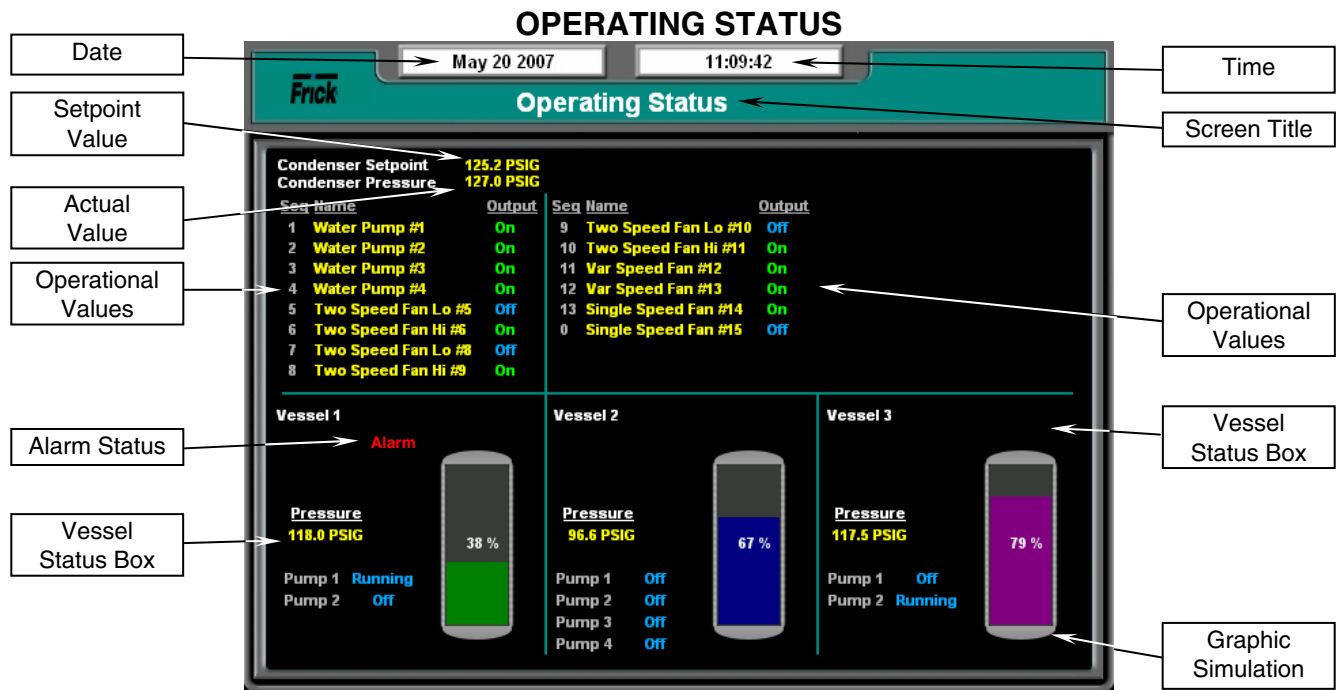 OPERATING STATUS
Date
May 20 2007
11:09:42
Time
Frick
Operating Status
Screen Title
Setpoint
Value
Condenser Setpoint 125.2 PSIG
Condenser Pressure 127.0 PSIG
Actual
Value
Seq Name Output
1 Water Pump #1 On
2 Water Pump #2 On
3 Water Pump #3 On
4 Water Pump #4 On
5 Two Speed Fan Lo #5 Off
6 Two Speed Fan Hi #6 On
7 Two Speed Fan Lo #8 Off
8 Two Speed Fan Hi #9 On
Seq Name Output
9 Two Speed Fan Lo #10 Off
10 Two Speed Fan Hi #11 On
11 Var Speed Fan #12 On
12 Var Speed Fan #13 On
13 Single Speed Fan #14 On
0 Single Speed Fan #15 Off
Operational
Values
Operational
Values
Alarm Status
Vessel
Status Box
Vessel 1
Alarm
Pressure
118.0 PSIG
38 %
Pump 1 Running
Pump 2 Off
Vessel 2
Pressure
96.6 PSIG
67 %
Pump 1 Off
Pump 2 Off
Pump 3 Off
Pump 4 Off
Vessel 3
Pressure
117.5 PSIG
79 %
Pump 1 Off
Pump 2 Running
Vessel
Status Box
Graphic
Simulation